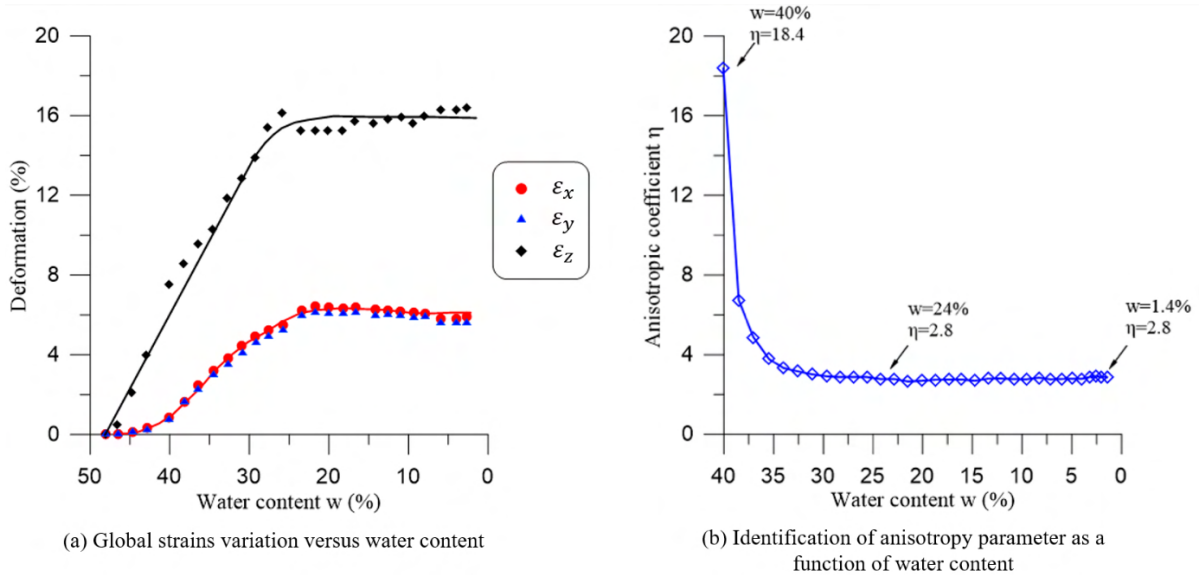 20
16
12
8
4
0
Deformation (%)
50 40 30 20 10 0
Water content w (%)
εx
εy
εz
(a) Global strains variation versus water content
w=40%
η=18.4
20
16
12
8
4
0
Anisotropic coefficient η
w=24%
η=2.8
w=1.4%
η=2.8
40 35 30 25 20 15 10 5 0
Water content w (%)
(b) Identification of anisotropy parameter as a
function of water content